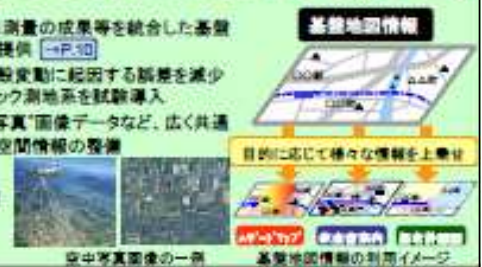 測量の成果等を統合した基盤
提供 →P.10
殻変動に起因する誤差を減少
ック測地系を試験導入
写真"画像データなど、広く共通
空間情報の整備
空中写真画像の一例
基盤地図情報
〇〇町
△△町
□□町
目的に応じて様々な情報を上乗せ
ハザードマップ
基盤地図情報の利用イメージ